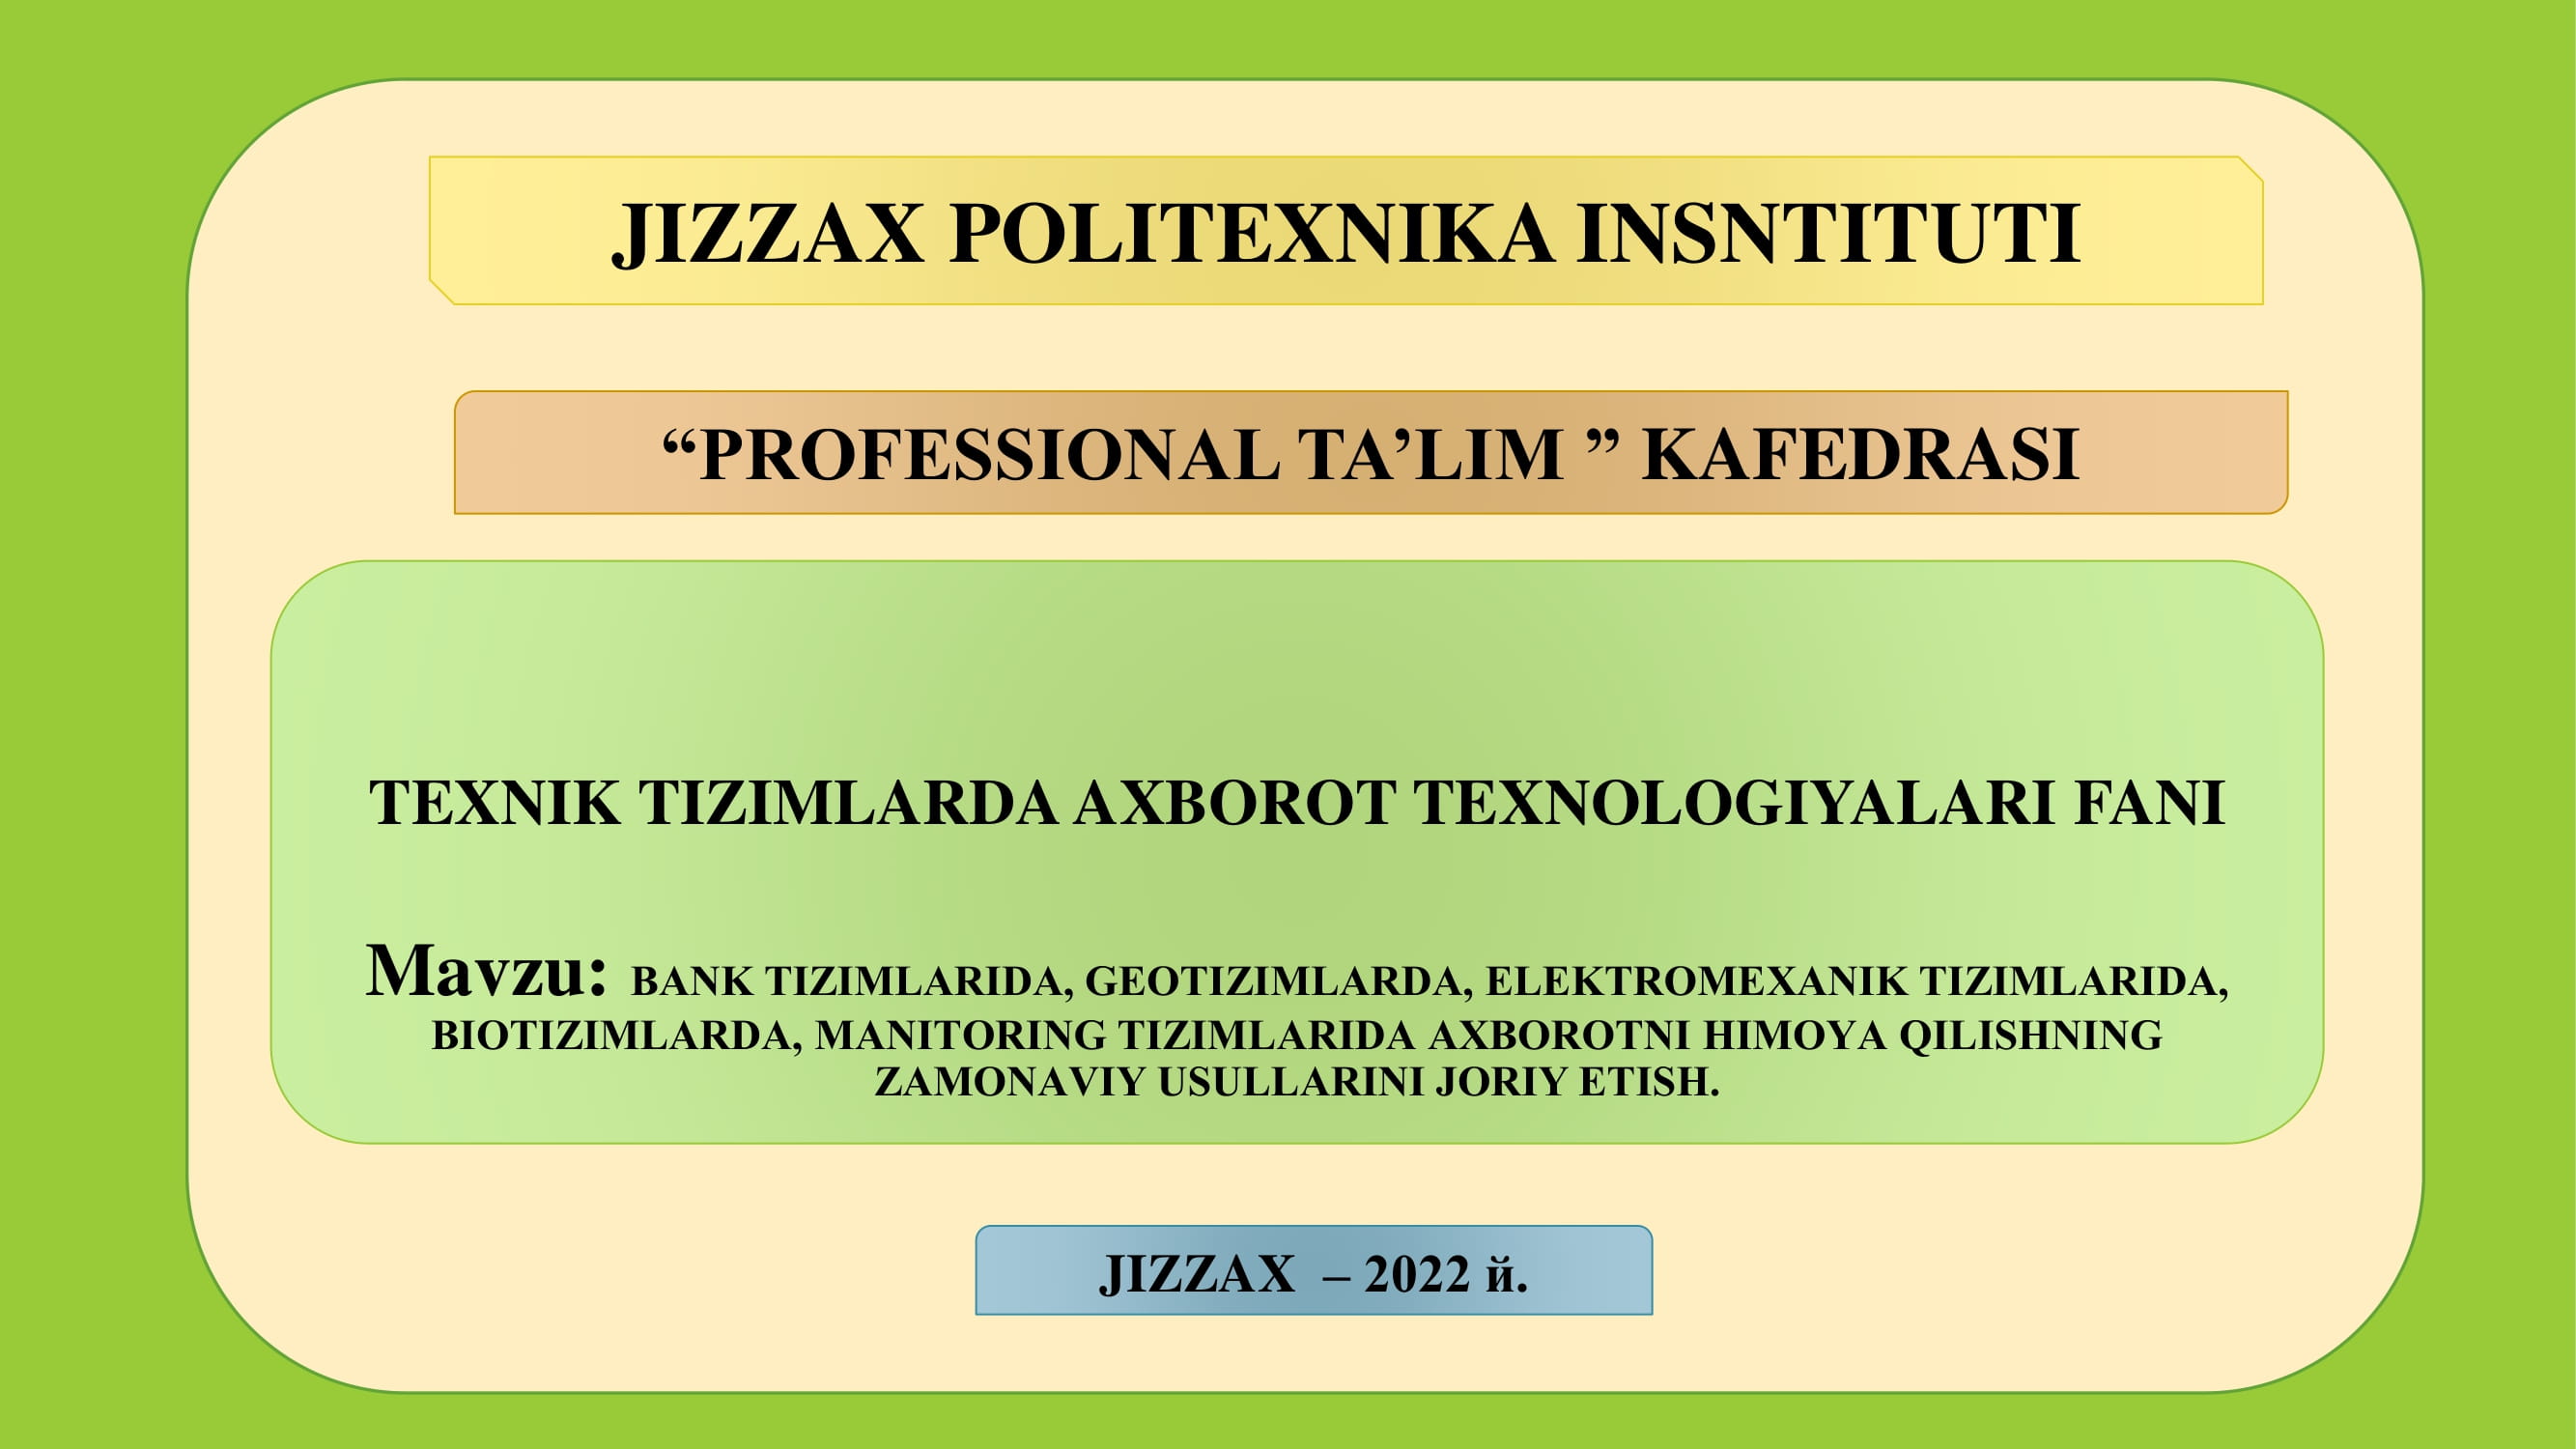 JIZZAX POLITEXNIKA INSNTITUTI
“PROFESSIONAL TA’LIM ” KAFEDRASI
TEXNIK TIZIMLARDA AXBOROT TEXNOLOGIYALARI FANI
Mavzu: BANK TIZIMLARIDA, GEOTIZIMLARDA, ELEKTROMEXANIK TIZIMLARIDA,
BIOTIZIMLARDA, MANITORING TIZIMLARIDA AXBOROTNI HIMOYA QILISHNING
ZAMONAVIY USULLARINI JORIY ETISH.
JIZZAX – 2022 й.